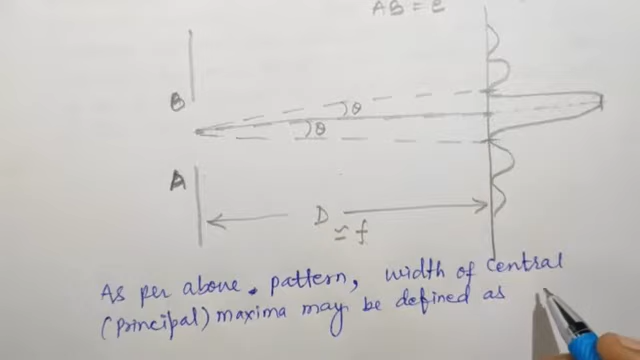 AB = e
B
θ
θ
A
D
≃ f
As per above. pattern, width of central
(principal) maxima may be defined as